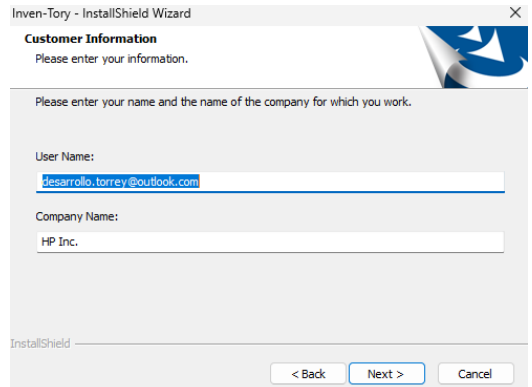 Inven-Tory - InstallShield Wizard
Customer Information
Please enter your information.
Please enter your name and the name of the company for which you work.
User Name:
desarrollo.torrey@outlook.com
Company Name:
HP Inc.
InstallShield
< Back Next > Cancel